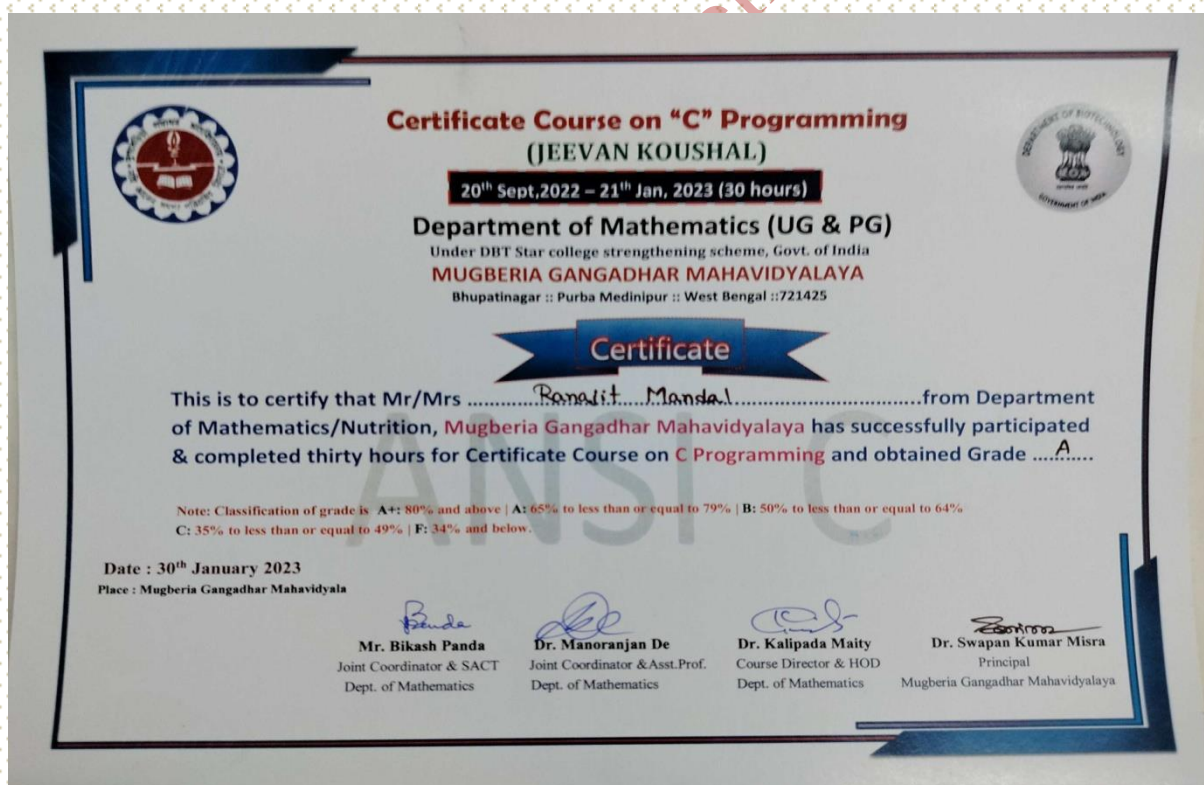 Certificate Course on "C" Programming
(JEEVAN KOUSHAL)
20th Sept,2022 – 21th Jan, 2023 (30 hours)
Department of Mathematics (UG & PG)
Under DBT Star college strengthening scheme, Govt. of India
MUGBERIA GANGADHAR MAHAVIDYALAYA
Bhupatinagar :: Purba Medinipur :: West Bengal ::721425
DEPARTMENT OF BIOTECHNOLOGY
GOVERNMENT OF INDIA
Certificate
This is to certify that Mr/Mrs ............Ranajit....Mandal......................................from Department
of Mathematics/Nutrition, Mugberia Gangadhar Mahavidyalaya has successfully participated
& completed thirty hours for Certificate Course on C Programming and obtained Grade ....A.....
ANSI C
Note: Classification of grade is A+: 80% and above | A: 65% to less than or equal to 79% | B: 50% to less than or equal to 64%
C: 35% to less than or equal to 49% | F: 34% and below.
Date : 30th January 2023
Place : Mugberia Gangadhar Mahavidyala
Mr. Bikash Panda
Joint Coordinator & SACT
Dept. of Mathematics
Dr. Manoranjan De
Joint Coordinator &Asst.Prof.
Dept. of Mathematics
Dr. Kalipada Maity
Course Director & HOD
Dept. of Mathematics
Dr. Swapan Kumar Misra
Principal
Mugberia Gangadhar Mahavidyalaya